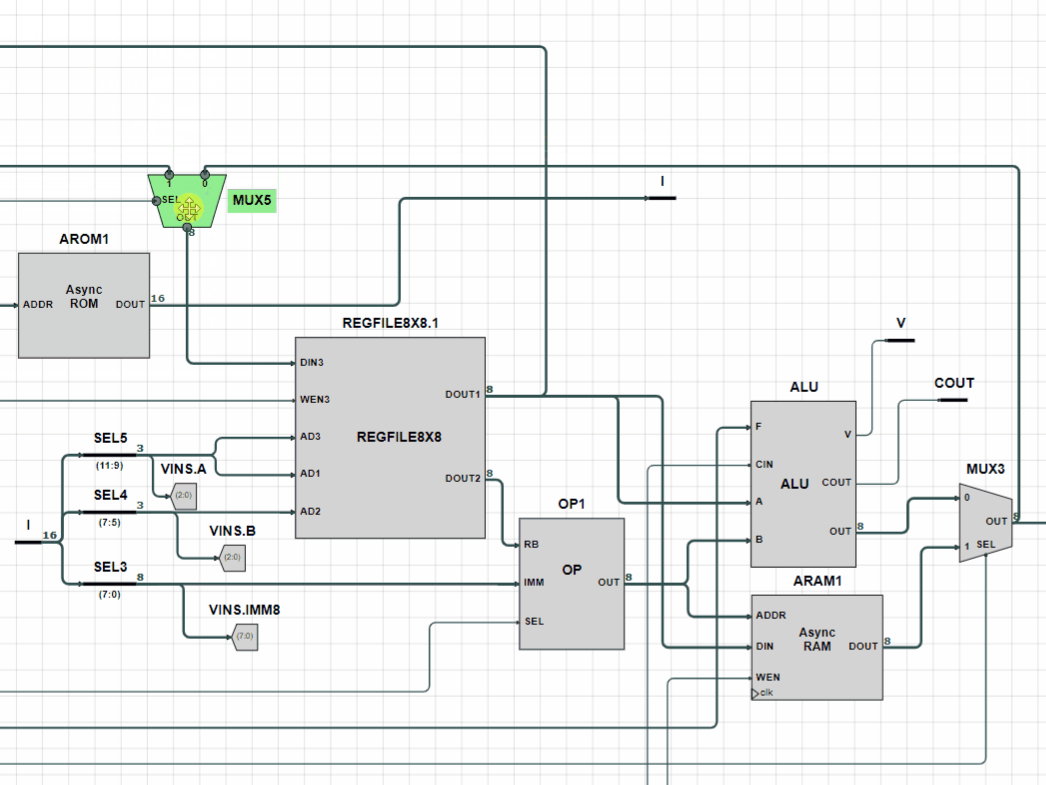 1
0
SEL
OUT
8
MUX5
I
AROM1
Async
ROM
ADDR
DOUT
16
V
REGFILE8X8.1
DIN3
WEN3
AD3
AD1
AD2
REGFILE8X8
DOUT1
8
DOUT2
8
ALU
F
CIN
A
B
ALU
V
COUT
OUT
8
COUT
MUX3
0
1
OUT
SEL
8
SEL5
3
(11:9)
VINS.A
(2:0)
SEL4
3
(7:5)
VINS.B
(2:0)
I
16
SEL3
8
(7:0)
VINS.IMM8
(7:0)
OP1
RB
IMM
SEL
OP
OUT
8
ARAM1
ADDR
DIN
WEN
clk
Async
RAM
DOUT
8